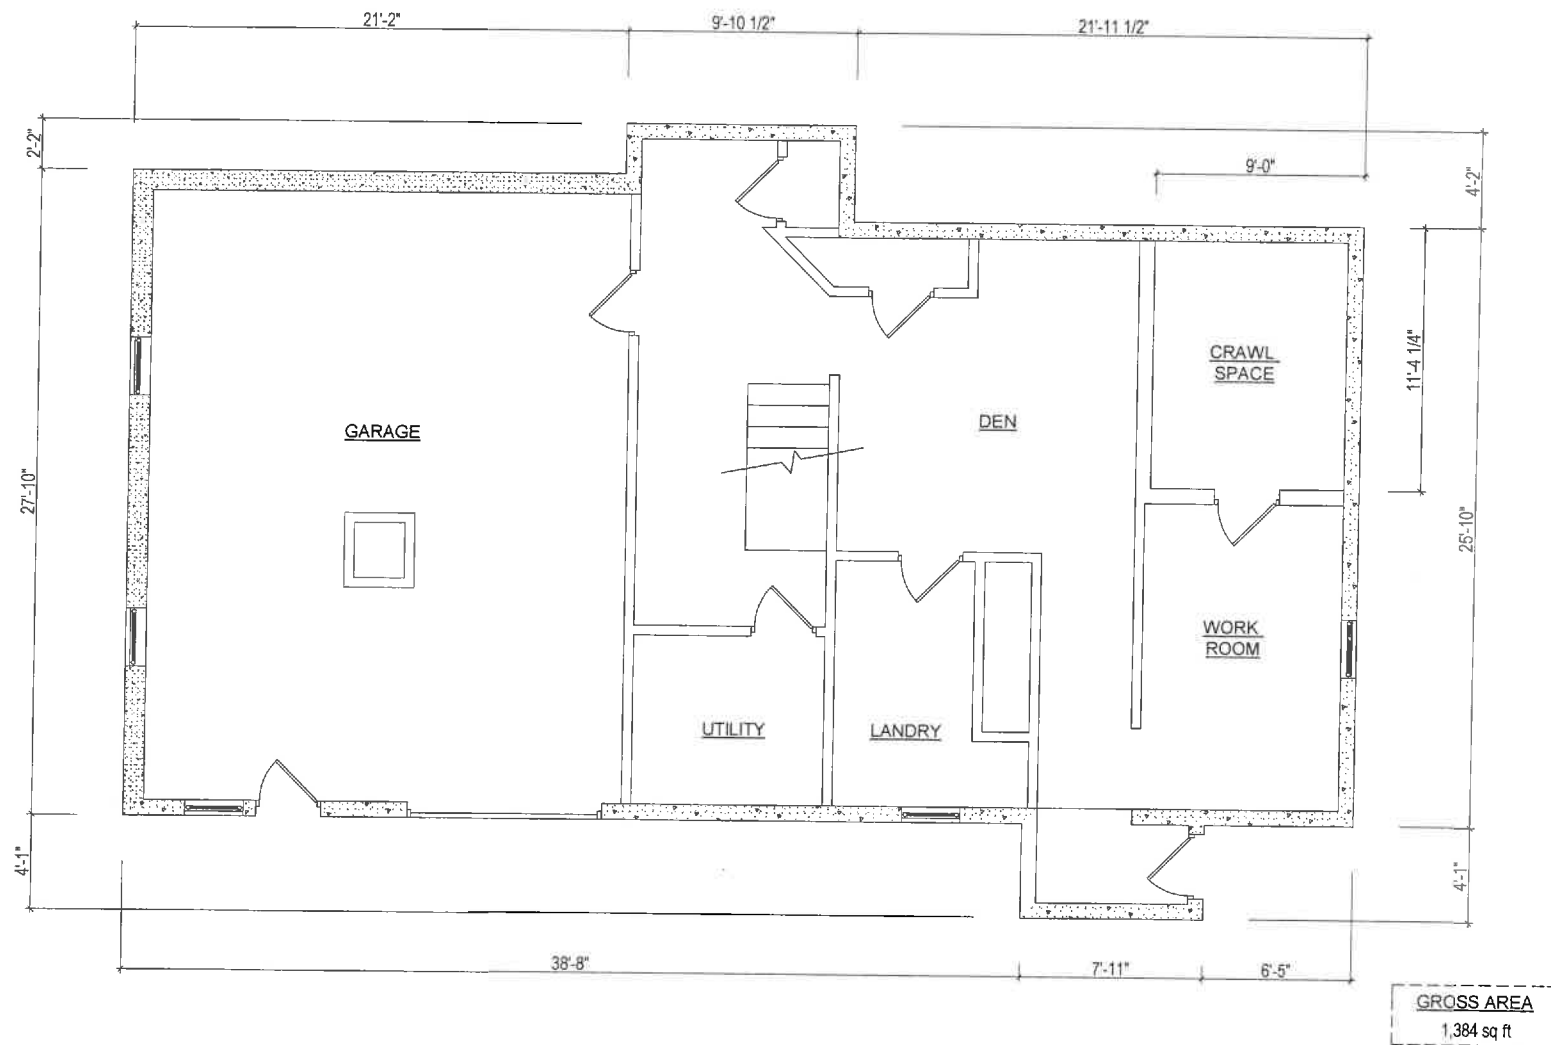 21'-2"
9'-10 1/2"
21'-11 1/2"
2'-2"
9'-0"
4'-2"
CRAWL
SPACE
11'-4 1/4"
GARAGE
DEN
27'-10"
25'-10"
WORK
ROOM
UTILITY
LANDRY
4'-1"
4'-1"
38'-8"
7'-11"
6'-5"
GROSS AREA
1,384 sq ft